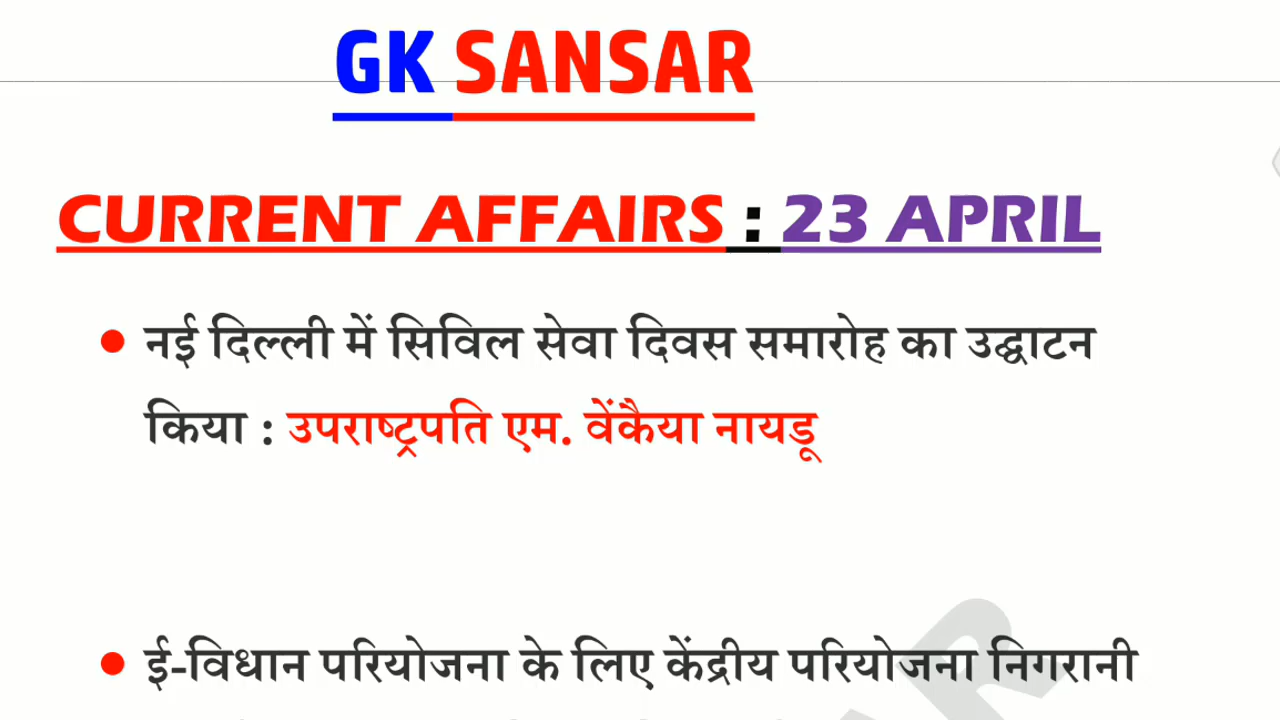 GK SANSAR
CURRENT AFFAIRS : 23 APRIL
नई दिल्ली में सिविल सेवा दिवस समारोह का उद्घाटन
किया : उपराष्ट्रपति एम. वेंकैया नायडू
ई-विधान परियोजना के लिए केंद्रीय परियोजना निगरानी